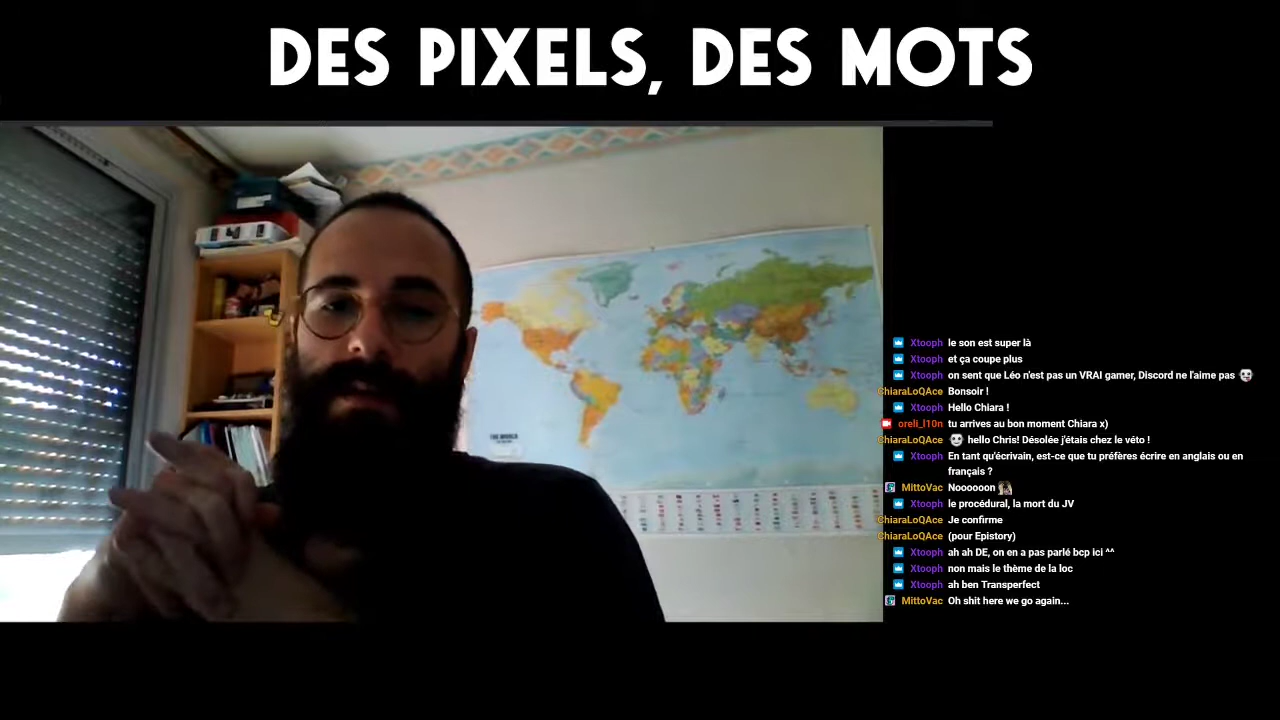 DES PIXELS, DES MOTS
Xtooph le son est super là
Xtooph et ça coupe plus
Xtooph on sent que Léo n'est pas un VRAI gamer, Discord ne l'aime pas
ChiaraLoQAce Bonsoir !
Xtooph Hello Chiara !
oreli_l10n tu arrives au bon moment Chiara x)
ChiaraLoQAce hello Chris! Désolée j'étais chez le véto !
Xtooph En tant qu'écrivain, est-ce que tu préfères écrire en anglais ou en
français ?
MittoVac Noooooon
Xtooph le procédural, la mort du JV
ChiaraLoQAce Je confirme
ChiaraLoQAce (pour Epistory)
Xtooph ah ah DE, on en a pas parlé bcp ici ^^
Xtooph non mais le thème de la loc
Xtooph ah ben Transperfect
MittoVac Oh shit here we go again...
THE WORLD